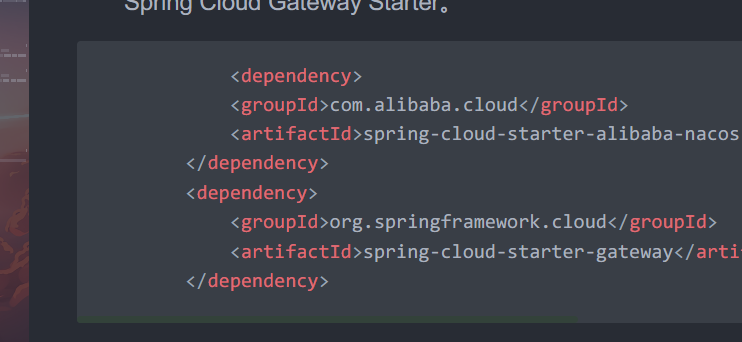 Spring Cloud Gateway Starter。
<dependency>
<groupId>com.alibaba.cloud</groupId>
<artifactId>spring-cloud-starter-alibaba-nacos
</dependency>
<dependency>
<groupId>org.springframework.cloud</groupId>
<artifactId>spring-cloud-starter-gateway</arti
</dependency>